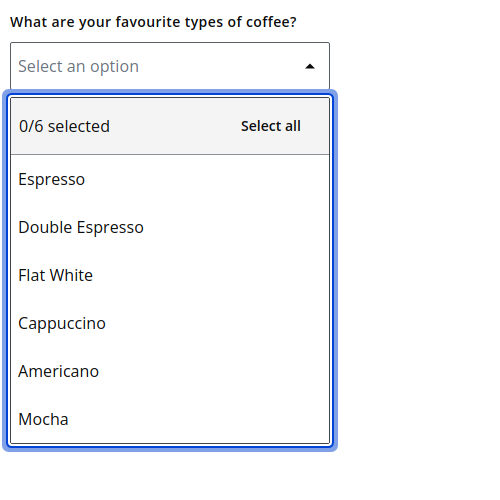 What are your favourite types of coffee?
Select an option
0/6 selected Select all
Espresso
Double Espresso
Flat White
Cappuccino
Americano
Mocha